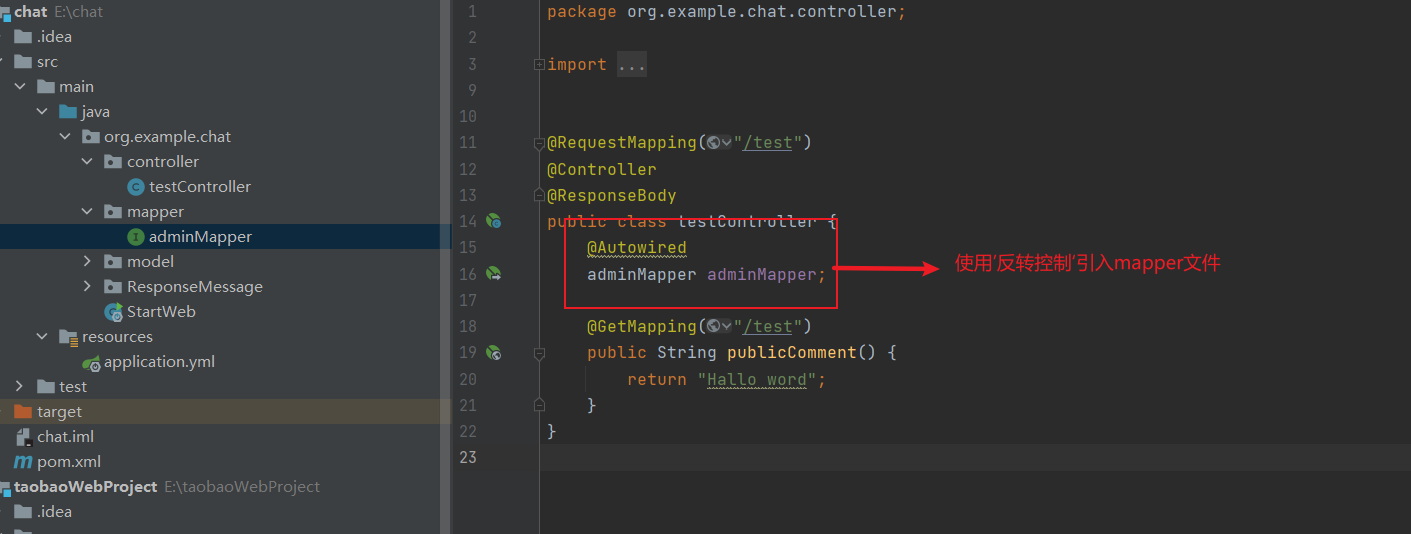 chat E:\chat
.idea
src
main
java
org.example.chat
controller
testController
mapper
adminMapper
model
ResponseMessage
StartWeb
resources
application.yml
test
target
chat.iml
pom.xml
taobaoWebProject E:\taobaoWebProject
.idea
1 package org.example.chat.controller;
2
3 import ...
9
10
11 @RequestMapping("/test")
12 @Controller
13 @ResponseBody
14 public class testController {
15 @Autowired
16 adminMapper adminMapper;
17
18 @GetMapping("/test")
19 public String publicComment() {
20 return "Hallo word";
21 }
22 }
23
使用'反转控制'引入mapper文件